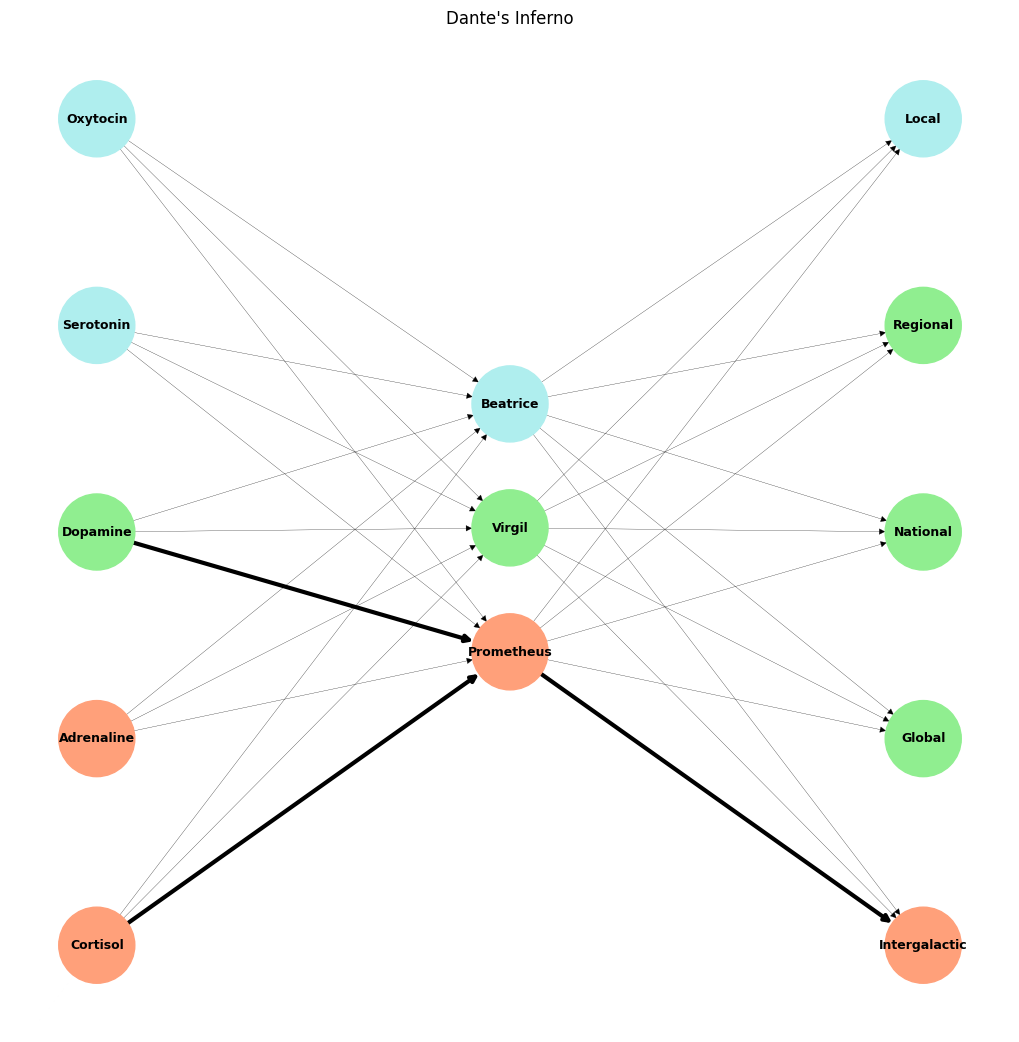 Dante's Inferno
Oxytocin
Serotonin
Dopamine
Adrenaline
Cortisol
Beatrice
Virgil
Prometheus
Local
Regional
National
Global
Intergalactic